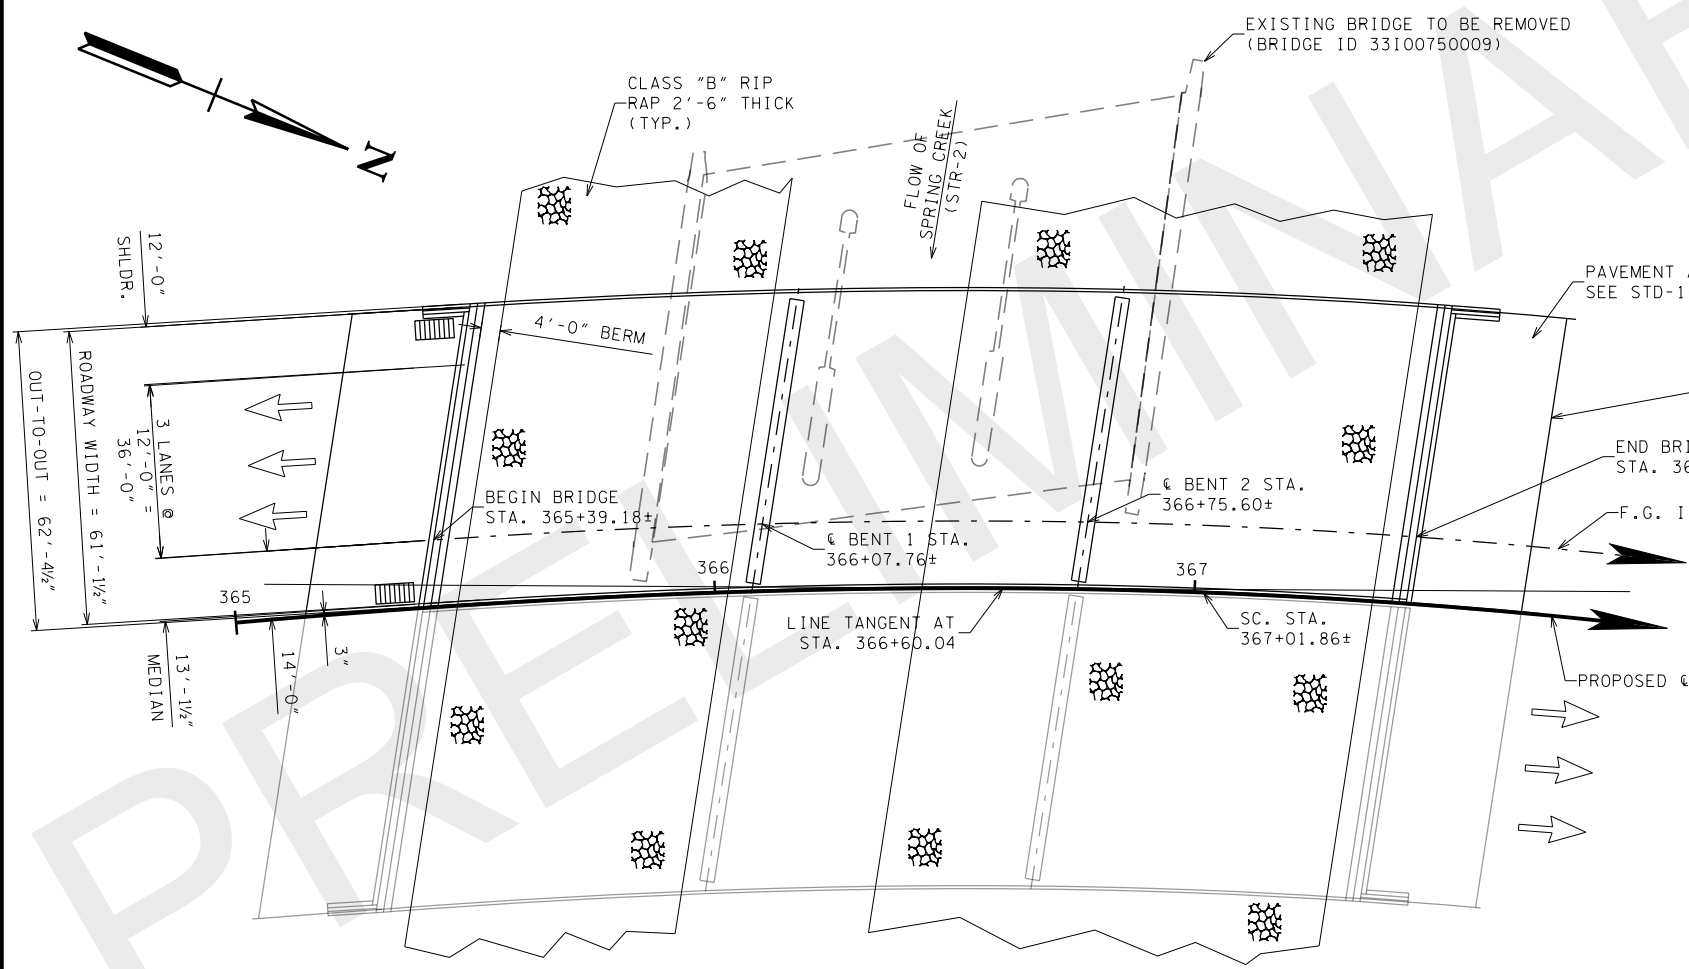 EXISTING BRIDGE TO BE REMOVED
(BRIDGE ID 33I00750009)
CLASS "B" RIP
RAP 2'-6" THICK
(TYP.)
N
FLOW OF
SPRING CREEK
(STR-2)
12'-0"
SHLDR.
PAVEMENT
SEE STD-1
4'-0" BERM
OUT-TO-OUT = 62'-4½"
ROADWAY WIDTH = 61'-1½"
3 LANES @
12'-0" =
36'-0"
BEGIN BRIDGE
STA. 365+39.18±
℄ BENT 1 STA.
366+07.76±
℄ BENT 2 STA.
366+75.60±
END
STA.
F.G.
365
366
367
LINE TANGENT AT
STA. 366+60.04
SC. STA.
367+01.86±
PROPOSED ℄
13'-1½"
MEDIAN
14'-0"
3"
PRELIMINAR